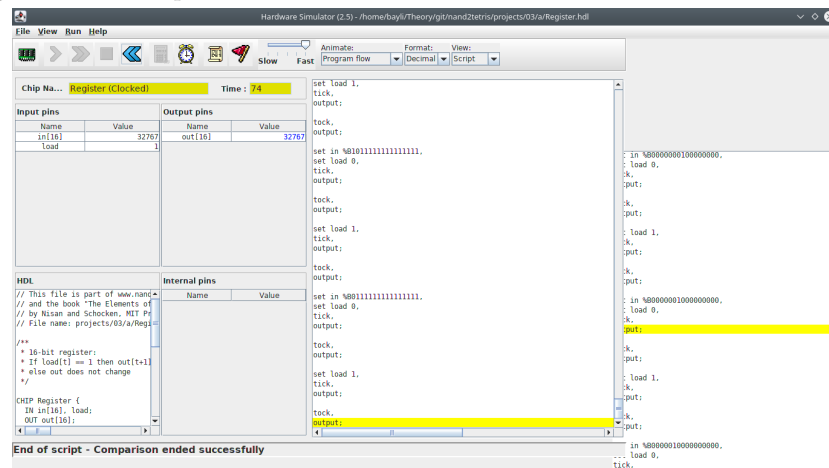 Hardware Simulator (2.5) - /home/bayli/Theory/git/nand2tetris/projects/03/a/Register.hdl
File View Run Help
Slow Fast
Animate: Format: View:
Program flow Decimal Script
Chip Na... Register (Clocked) Time : 74
Input pins
Name Value
in[16] 32767
load 1
Output pins
Name Value
out[16] 32767
HDL
// This file is part of www.nand
// and the book "The Elements of
// by Nisan and Schocken, MIT Pr
// File name: projects/03/a/Regi
/**
* 16-bit register:
* If load[t] == 1 then out[t+1]
* else out does not change
*/
CHIP Register {
IN in[16], load;
OUT out[16];
Internal pins
Name Value
set load 1,
tick,
output;
tock,
output;
set in %B1011111111111111,
set load 0,
tick,
output;
tock,
output;
set load 1,
tick,
output;
tock,
output;
set in %B0111111111111111,
set load 0,
tick,
output;
tock,
output;
set load 1,
tick,
output;
tock,
output;
in %B0000000100000000,
load 0,
k,
put;
ck,
put;
load 1,
k,
put;
ck,
put;
in %B0000001000000000,
load 0,
k,
put;
ck,
put;
load 1,
k,
put;
ck,
put;
in %B0000010000000000,
load 0,
tick,
End of script - Comparison ended successfully